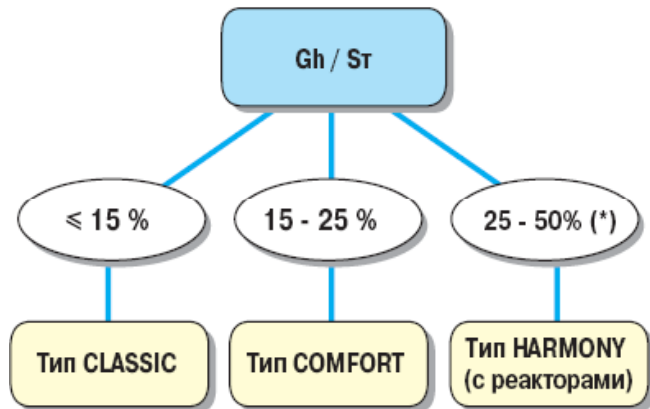 Gh / Sт
≤ 15 %
15 - 25 %
25 - 50% (*)
Тип CLASSIC
Тип COMFORT
Тип HARMONY
(с реакторами)